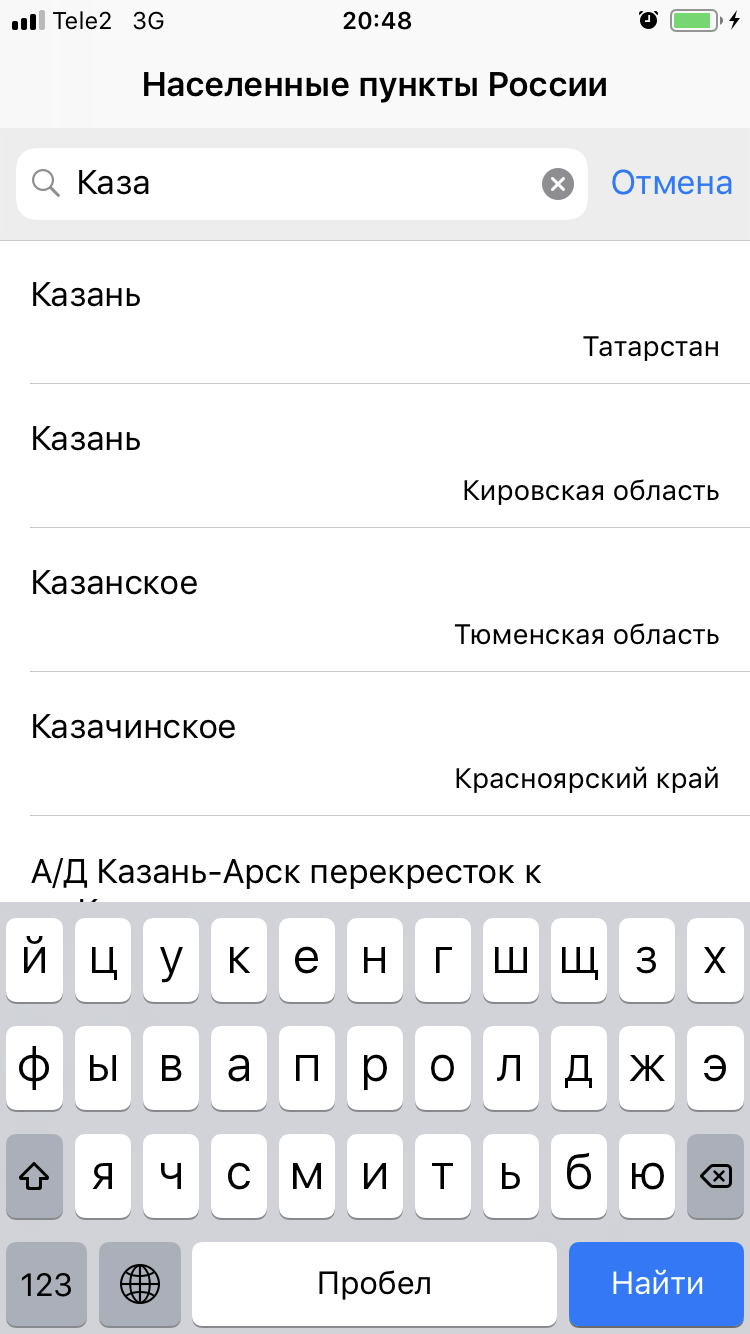 Tele2 3G 20:48
Населенные пункты России
Каза Отмена
Казань
Татарстан
Казань
Кировская область
Казанское
Тюменская область
Казачинское
Красноярский край
А/Д Казань-Арск перекресток к
й ц у к е н г ш щ з х
ф ы в а п р о л д ж э
я ч с м и т ь б ю
123 Пробел Найти